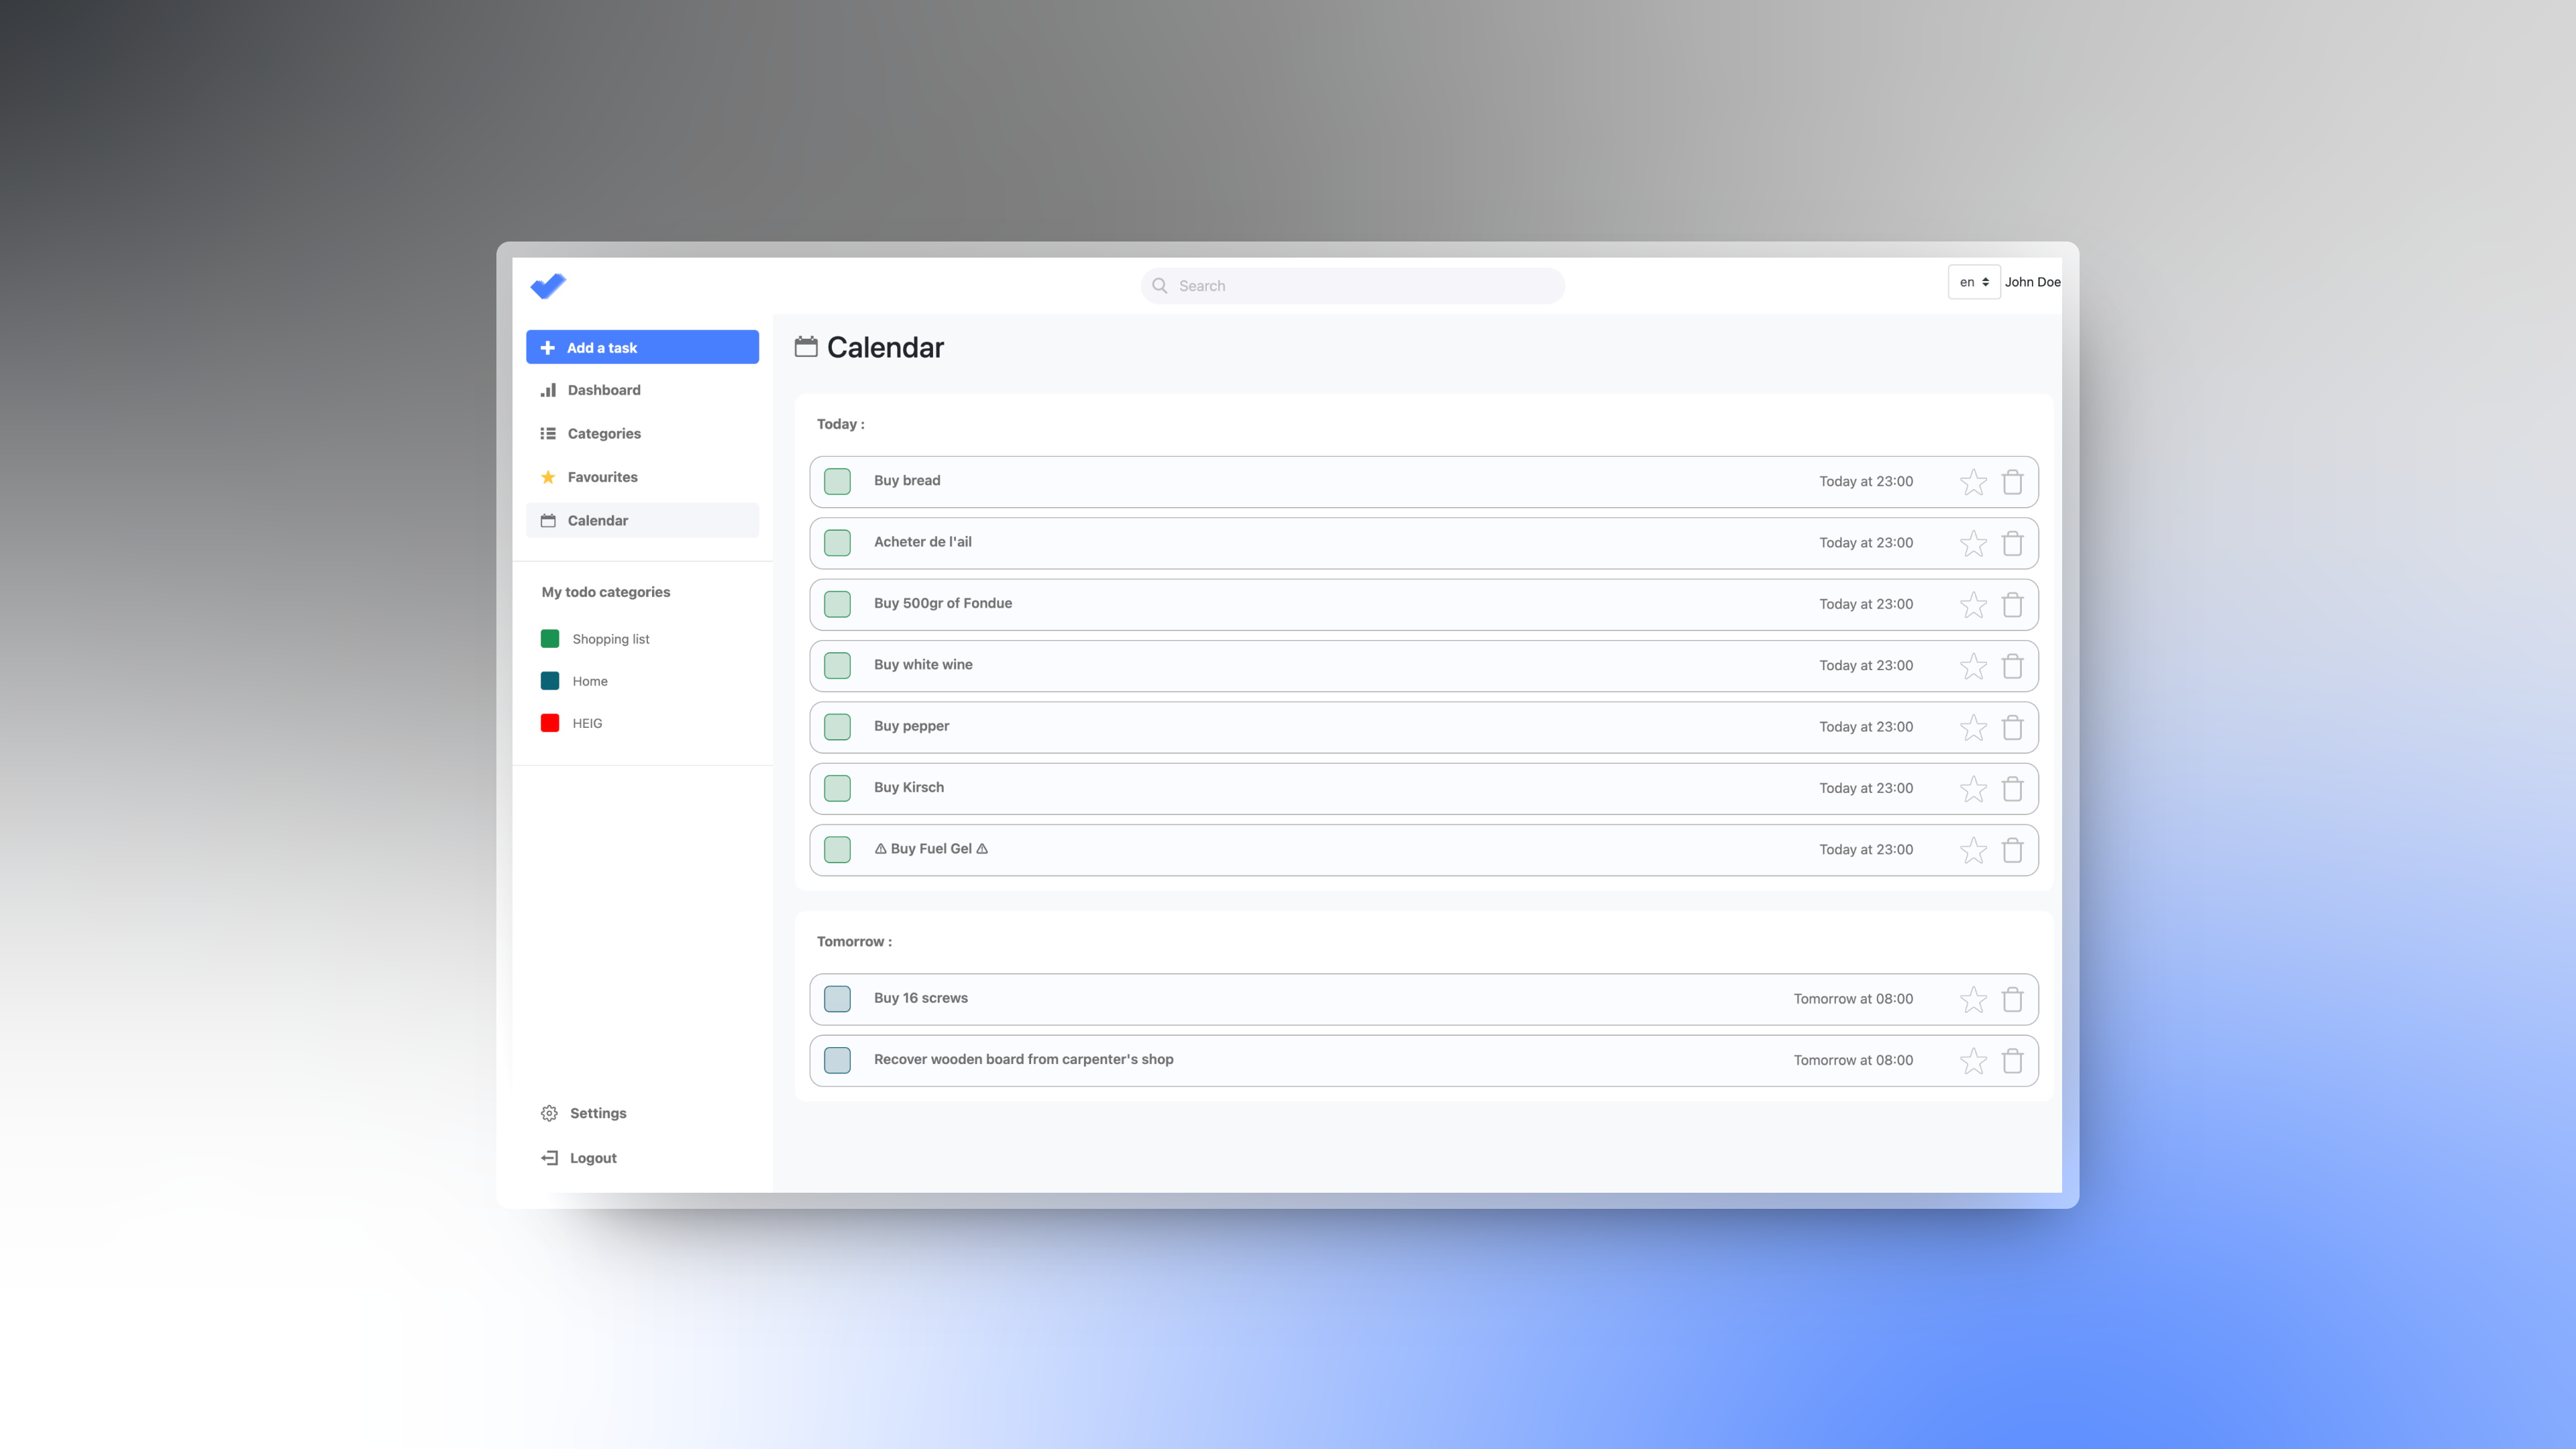 Search
en
John Doe
Add a task
Dashboard
Categories
Favourites
Calendar
My todo categories
Shopping list
Home
HEIG
Settings
Logout
Calendar
Today :
Buy bread Today at 23:00
Acheter de l'ail Today at 23:00
Buy 500gr of Fondue Today at 23:00
Buy white wine Today at 23:00
Buy pepper Today at 23:00
Buy Kirsch Today at 23:00
⚠ Buy Fuel Gel ⚠ Today at 23:00
Tomorrow :
Buy 16 screws Tomorrow at 08:00
Recover wooden board from carpenter's shop Tomorrow at 08:00